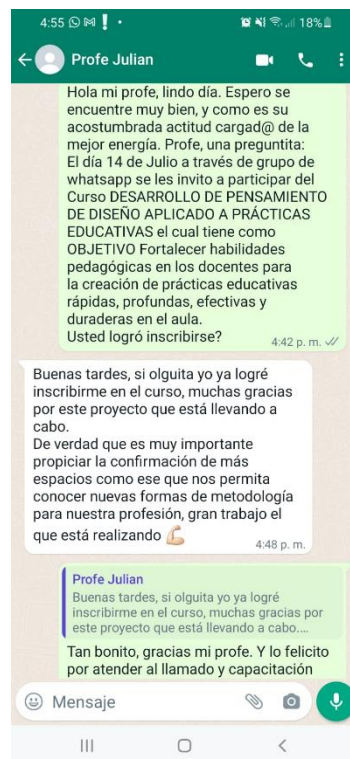 4:55
18%
Profe Julian
Hola mi profe, lindo día. Espero se
encuentre muy bien, y como es su
acostumbrada actitud cargad@ de la
mejor energía. Profe, una preguntita:
El día 14 de Julio a través de grupo de
whatsapp se les invito a participar del
Curso DESARROLLO DE PENSAMIENTO
DE DISEÑO APLICADO A PRÁCTICAS
EDUCATIVAS el cual tiene como
OBJETIVO Fortalecer habilidades
pedagógicas en los docentes para
la creación de prácticas educativas
rápidas, profundas, efectivas y
duraderas en el aula.
Usted logró inscribirse?
4:42 p. m.
Buenas tardes, si olguita yo ya logré
inscribirme en el curso, muchas gracias
por este proyecto que está llevando a
cabo.
De verdad que es muy importante
propiciar la confirmación de más
espacios como ese que nos permita
conocer nuevas formas de metodología
para nuestra profesión, gran trabajo el
que está realizando 💪🏻
4:48 p. m.
Profe Julian
Buenas tardes, si olguita yo ya logré
inscribirme en el curso, muchas gracias por
este proyecto que está llevando a cabo....
Tan bonito, gracias mi profe. Y lo felicito
por atender al llamado y capacitación
Mensaje